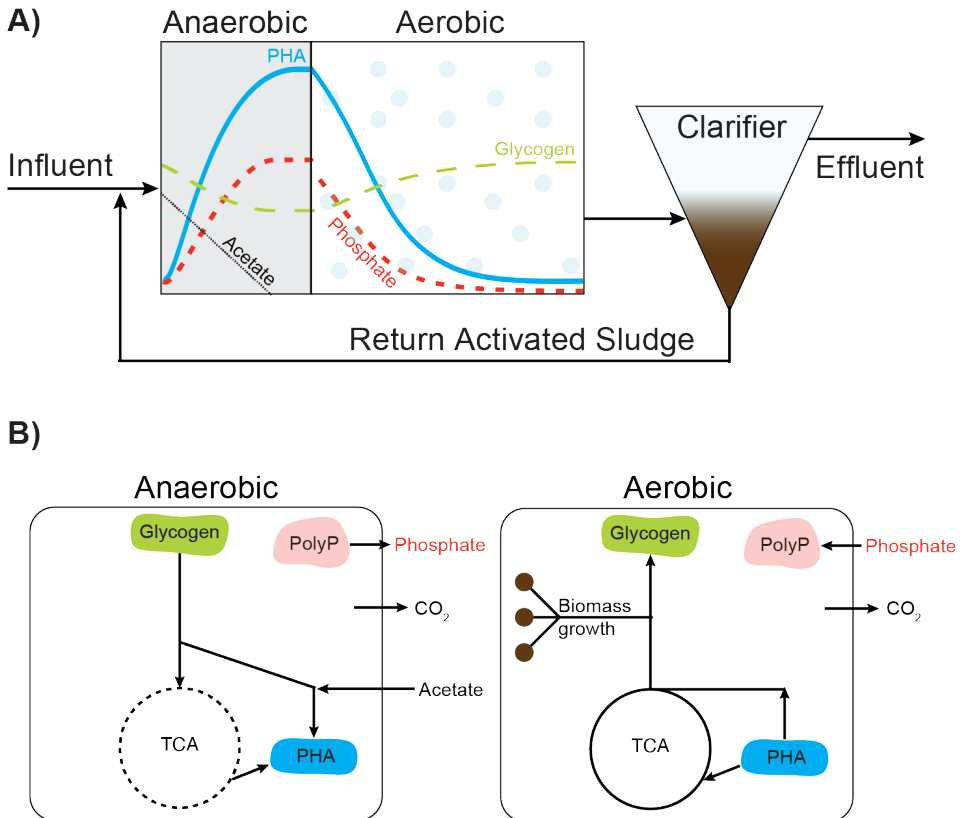 A)
Anaerobic
Aerobic
PHA
Influent
Acetate
Phosphate
Glycogen
Clarifier
Effluent
Return Activated Sludge
B)
Anaerobic
Glycogen
PolyP
Phosphate
CO₂
Acetate
TCA
PHA
Aerobic
Glycogen
PolyP
Phosphate
Biomass
growth
CO₂
TCA
PHA